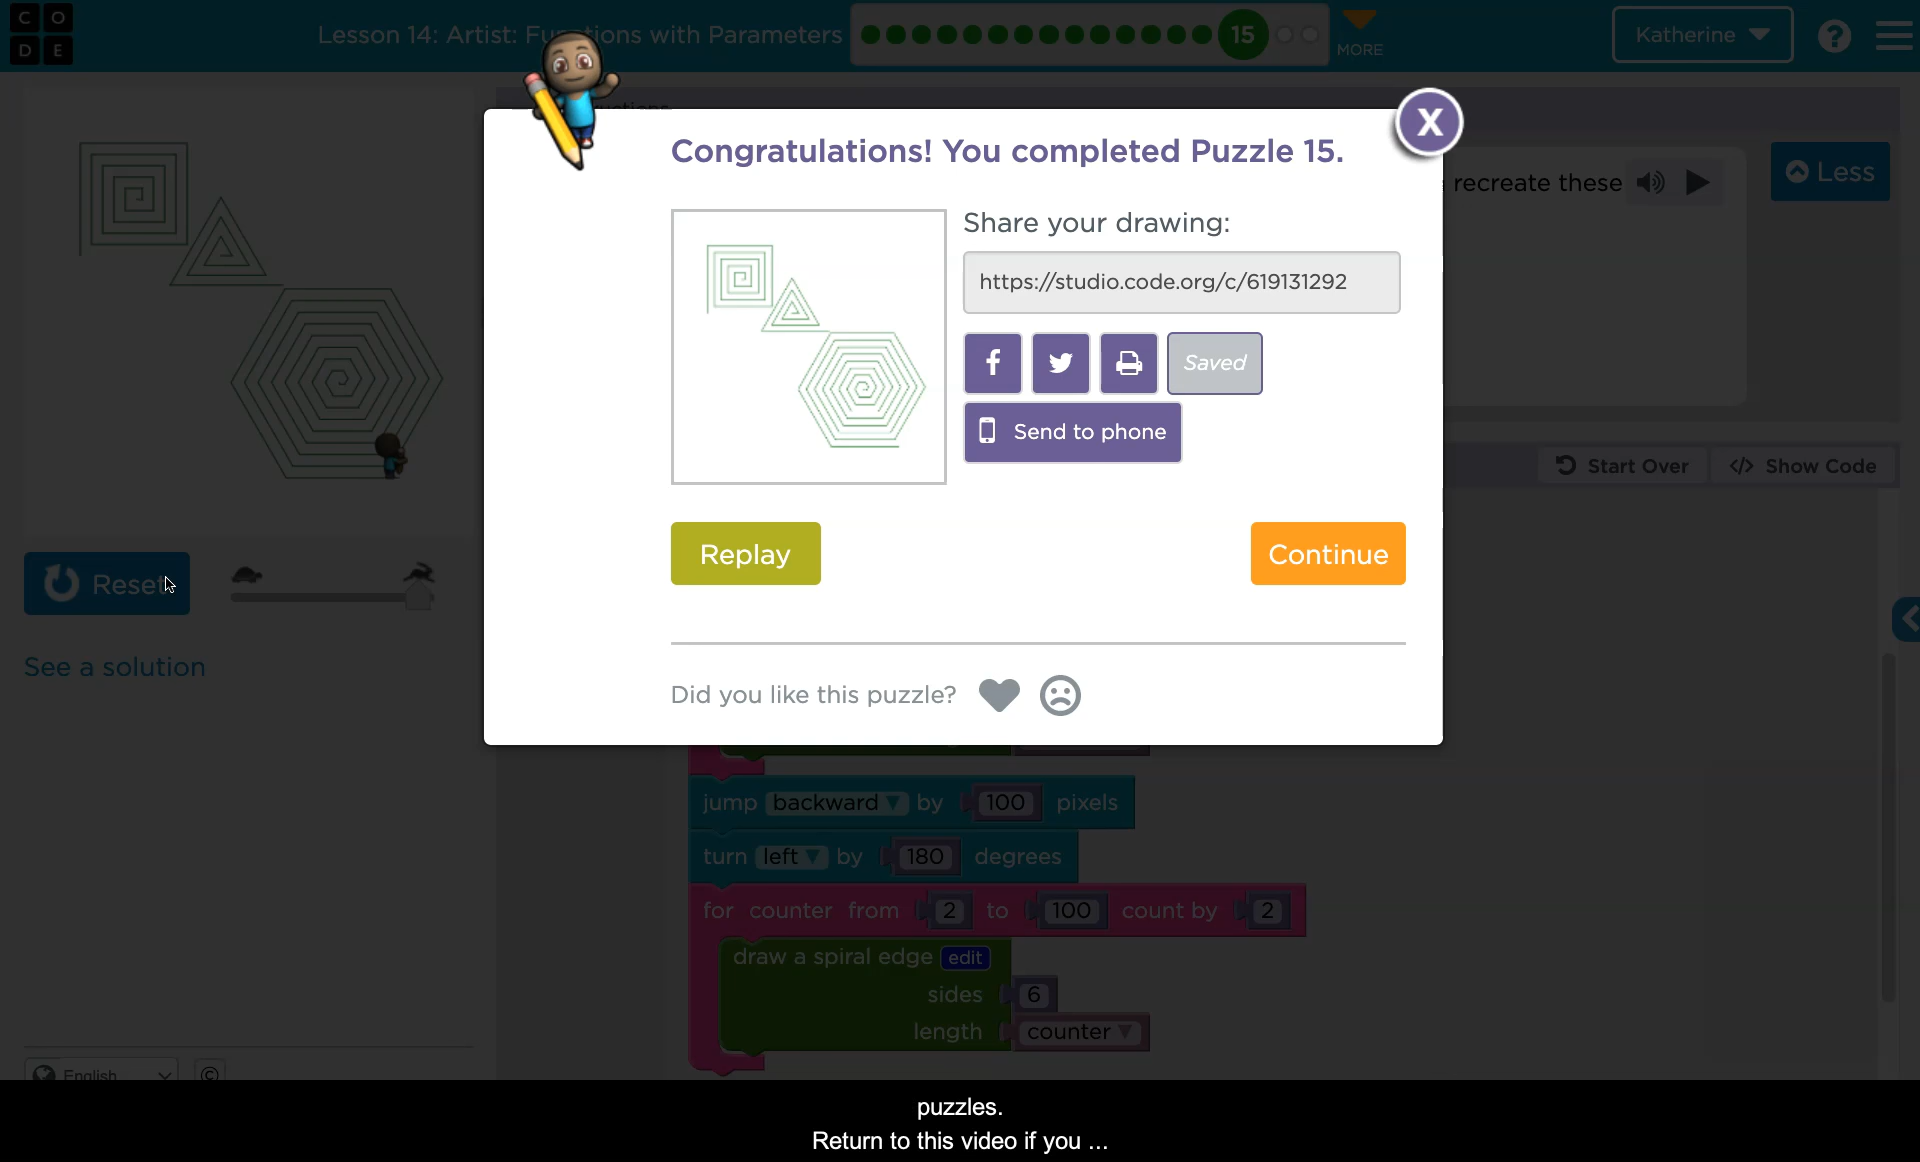 C O
D E
Lesson 14: Artist: Functions with Parameters
15
MORE
Katherine
?
Congratulations! You completed Puzzle 15.
X
recreate these
Less
Share your drawing:
https://studio.code.org/c/619131292
f
Saved
Send to phone
Start Over
</> Show Code
Replay
Continue
Reset
See a solution
Did you like this puzzle?
jump backward by 100 pixels
turn left by 180 degrees
for counter from 2 to 100 count by 2
draw a spiral edge edit
sides 6
length counter
English
©
puzzles.
Return to this video if you ...